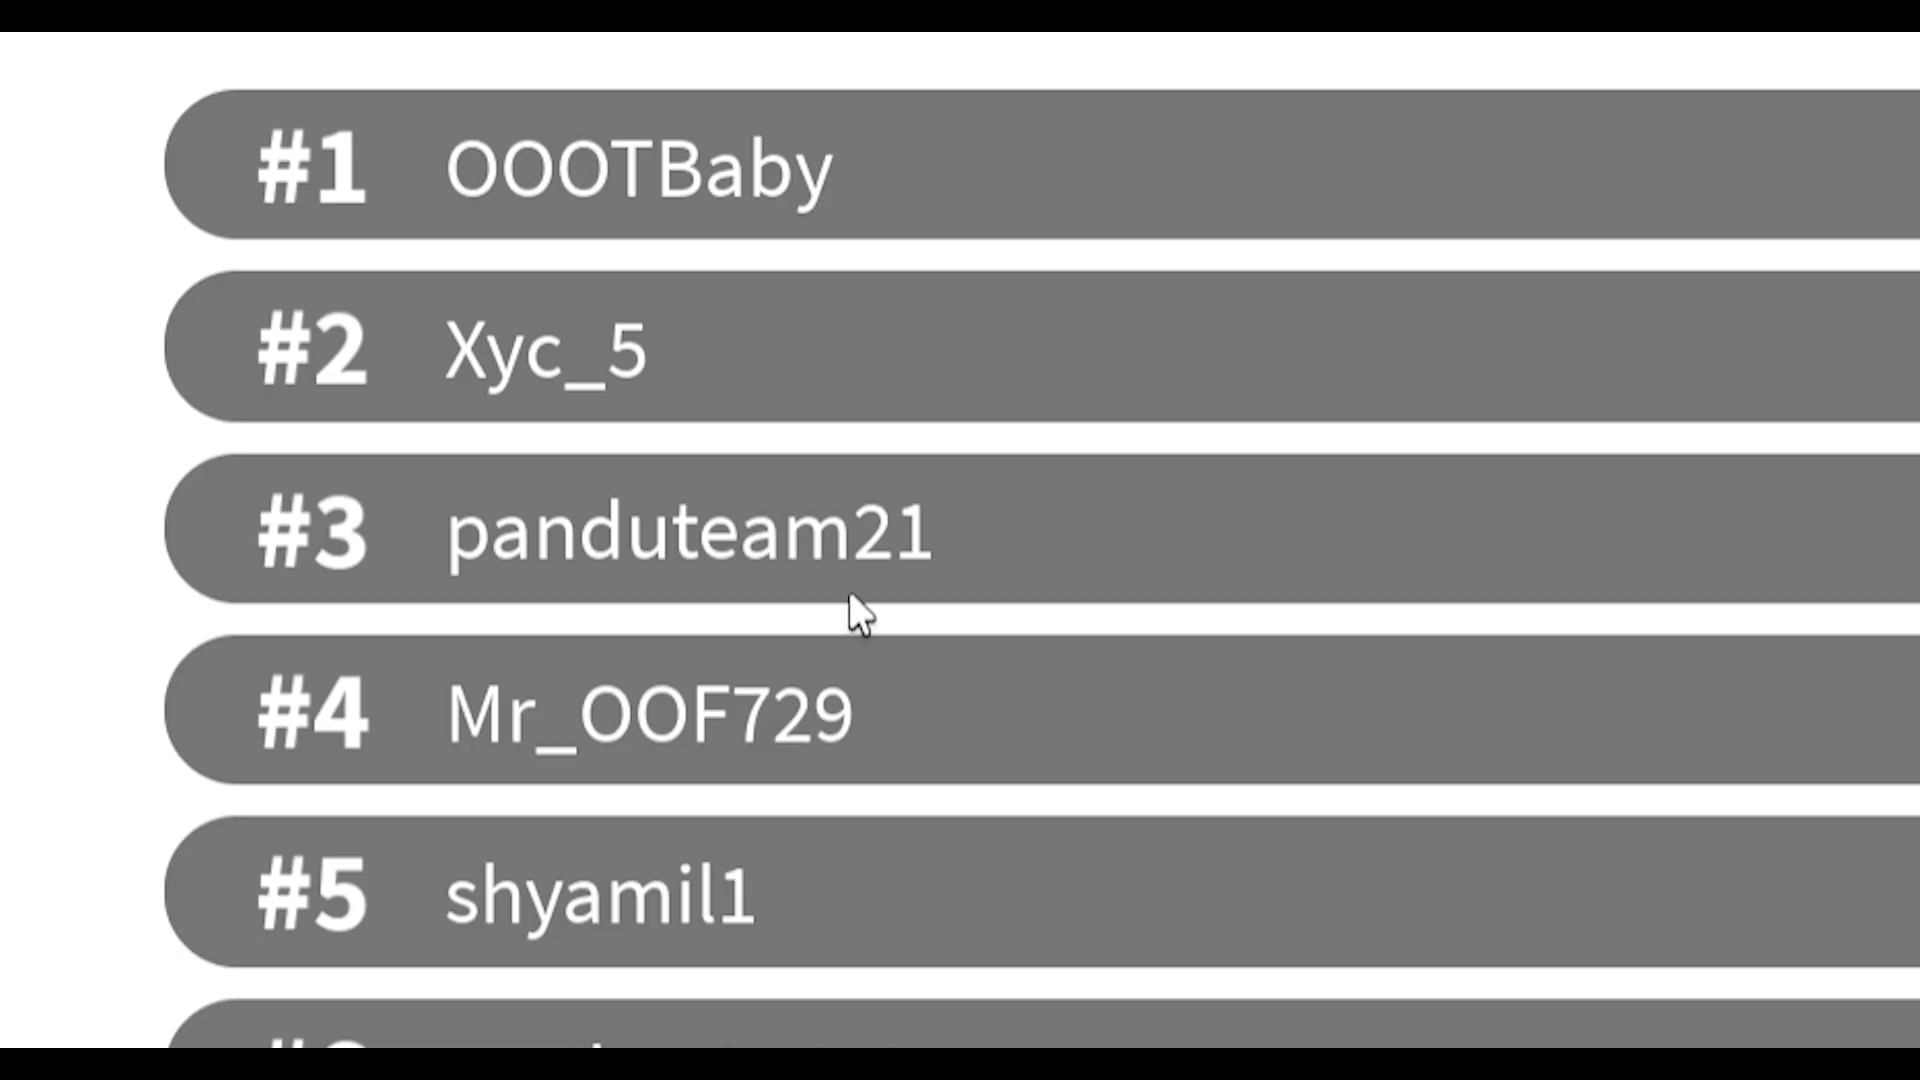 #1 OOOTBaby
#2 Xyc_5
#3 panduteam21
#4 Mr_OOF729
#5 shyamil1